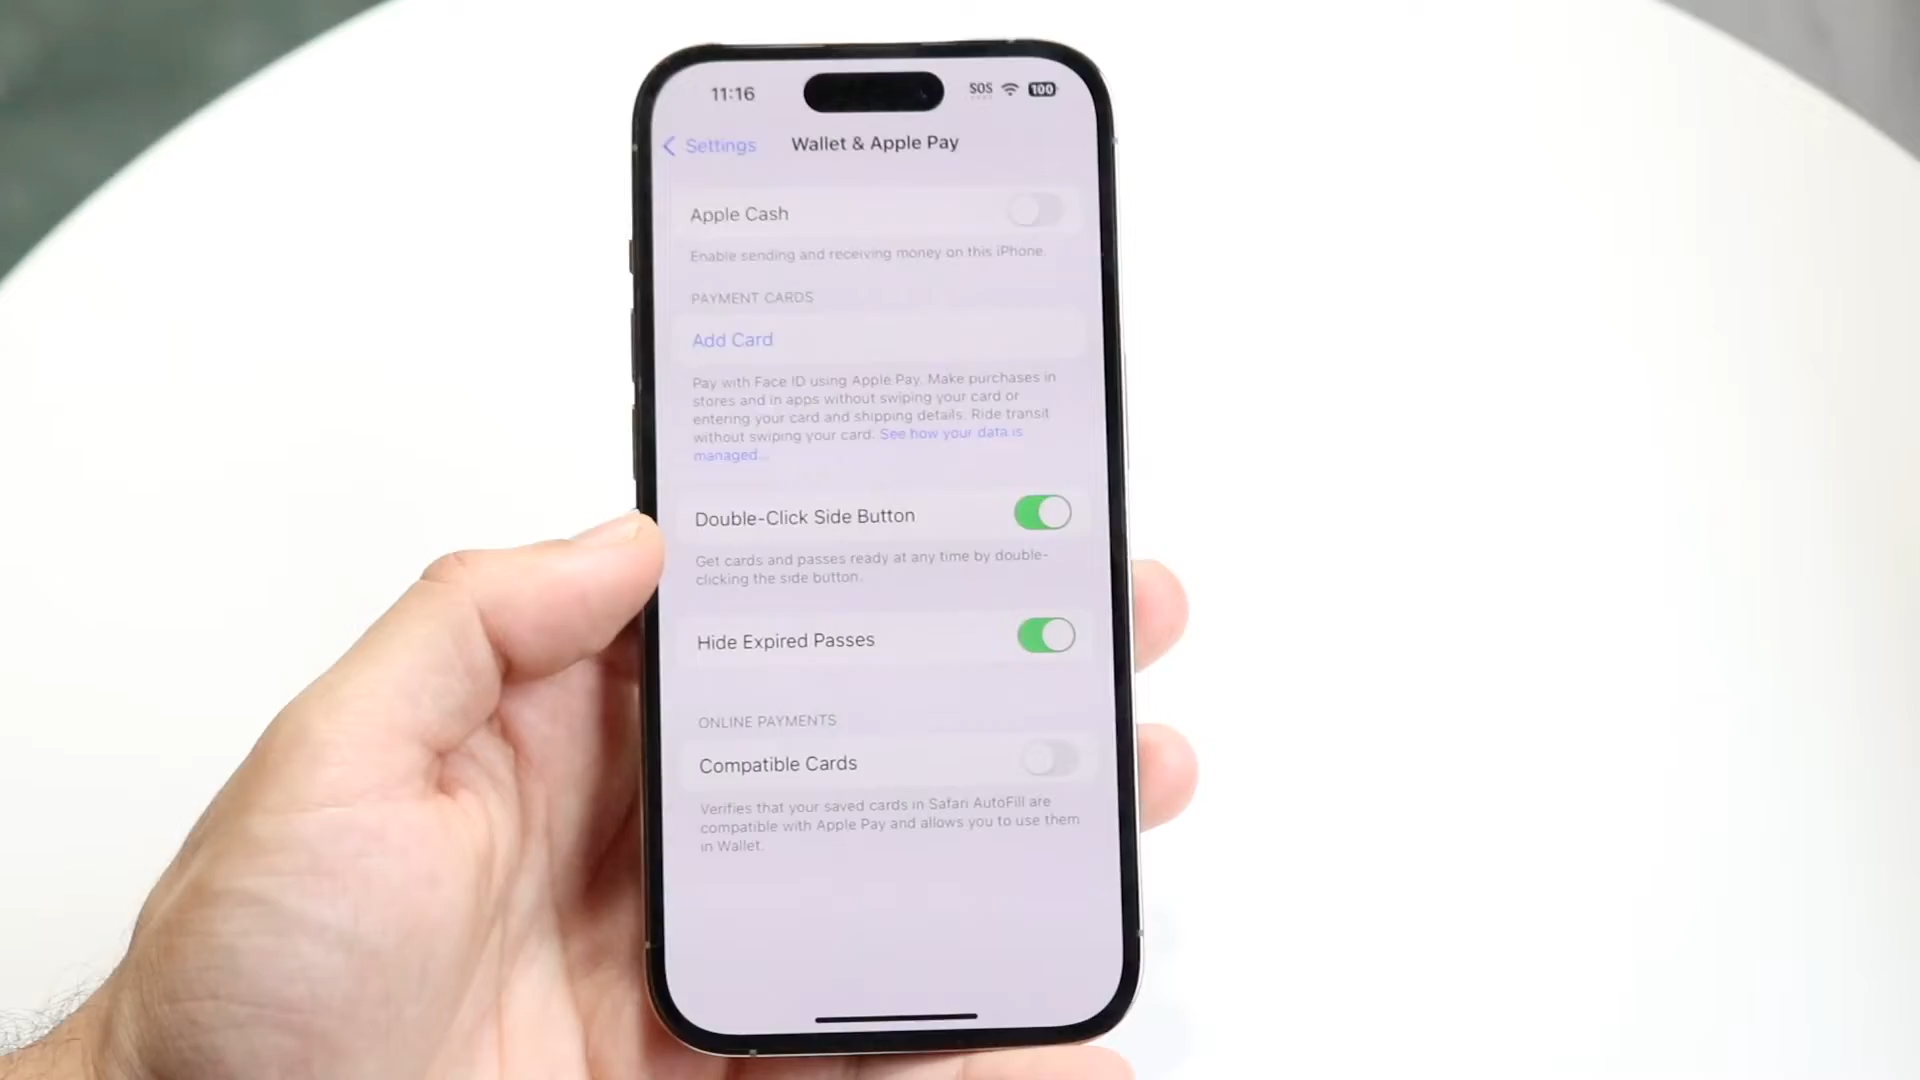 11:16
SOS 100
Settings
Wallet & Apple Pay
Apple Cash
Enable sending and receiving money on this iPhone.
PAYMENT CARDS
Add Card
Pay with Face ID using Apple Pay. Make purchases in
stores and in apps without swiping your card or
entering your card and shipping details. Ride transit
without swiping your card. See how your data is
managed...
Double-Click Side Button
Get cards and passes ready at any time by double-
clicking the side button.
Hide Expired Passes
ONLINE PAYMENTS
Compatible Cards
Verifies that your saved cards in Safari AutoFill are
compatible with Apple Pay and allows you to use them
in Wallet.